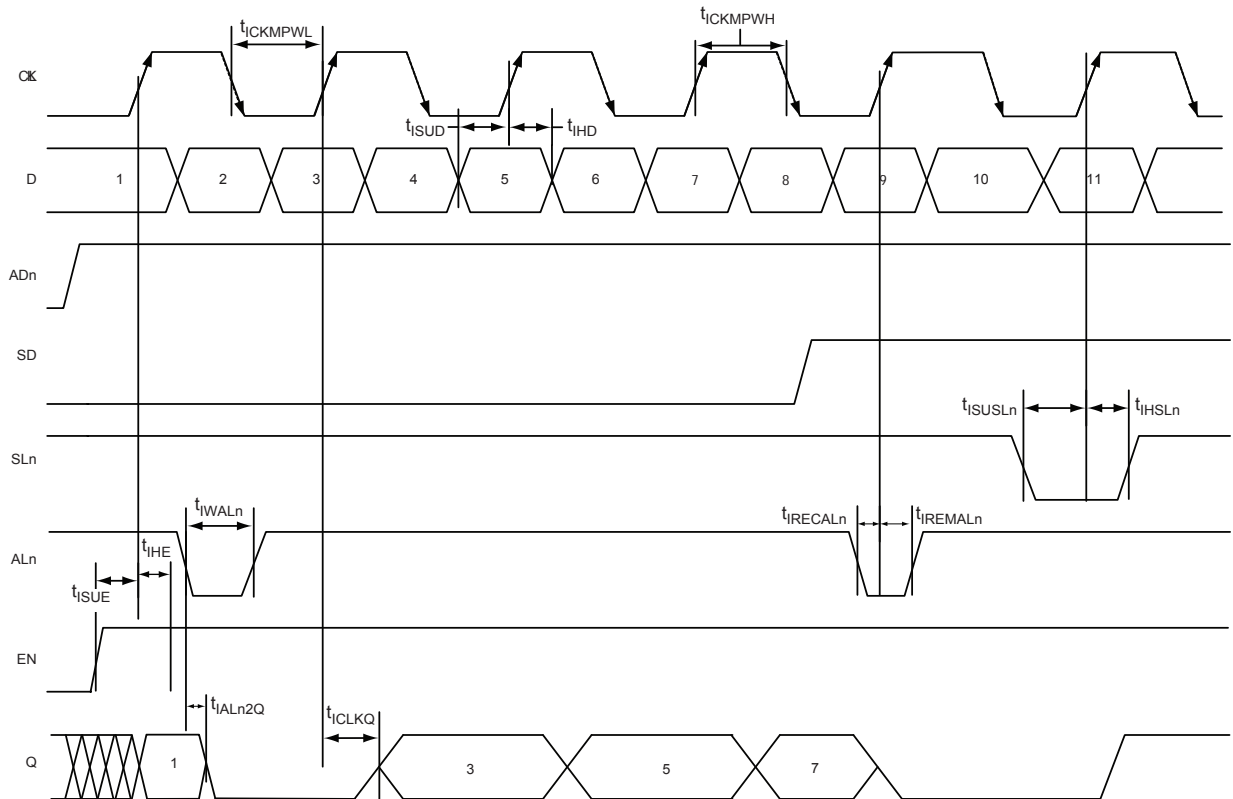 tICKMPWL
tICKMPWH
CLK
tISUD
tIHD
D
1
2
3
4
5
6
7
8
9
10
11
ADn
SD
tISUSLn
tIHSLn
SLn
tIWALn
tIRECALn
tIREMALn
ALn
tIHE
tISUE
EN
tIALn2Q
tICLKQ
Q
1
3
5
7